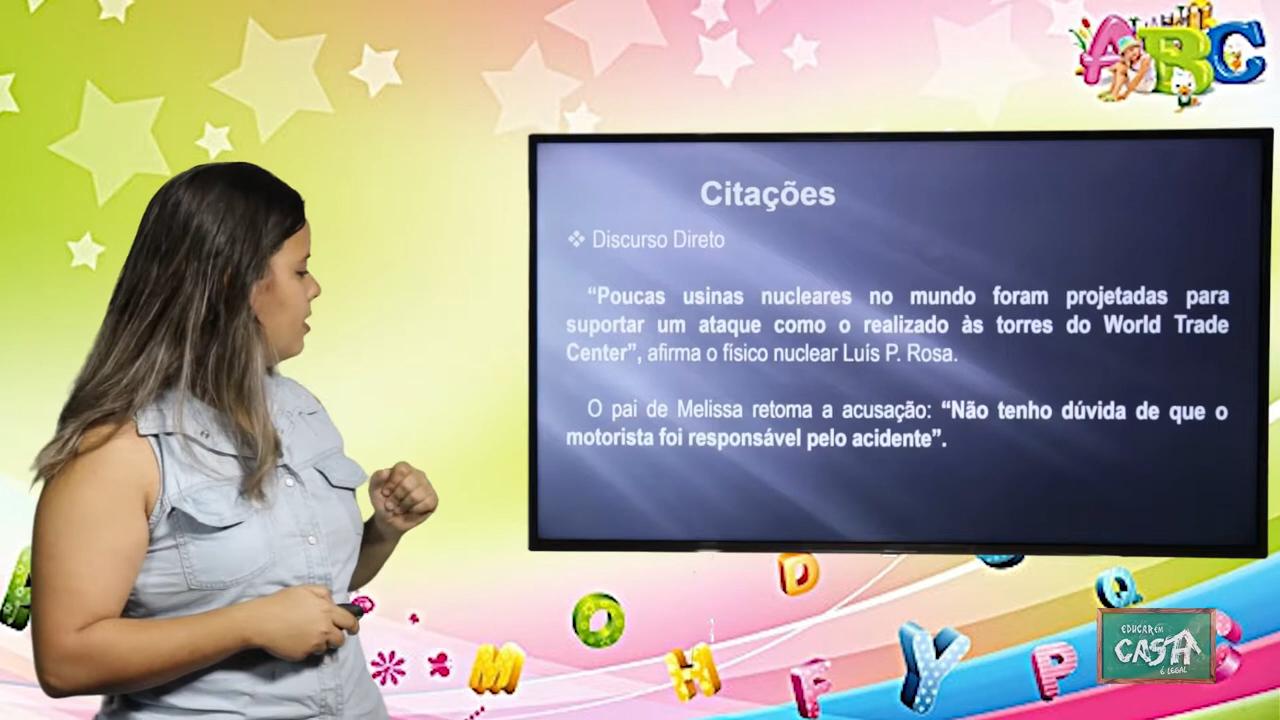 ABC
Citações
❖ Discurso Direto
“Poucas usinas nucleares no mundo foram projetadas para
suportar um ataque como o realizado às torres do World Trade
Center”, afirma o físico nuclear Luís P. Rosa.
O pai de Melissa retoma a acusação: “Não tenho dúvida de que o
motorista foi responsável pelo acidente”.
D
O
Q
M
H
F
Y
P
EDUCAR EM
CASA
É LEGAL